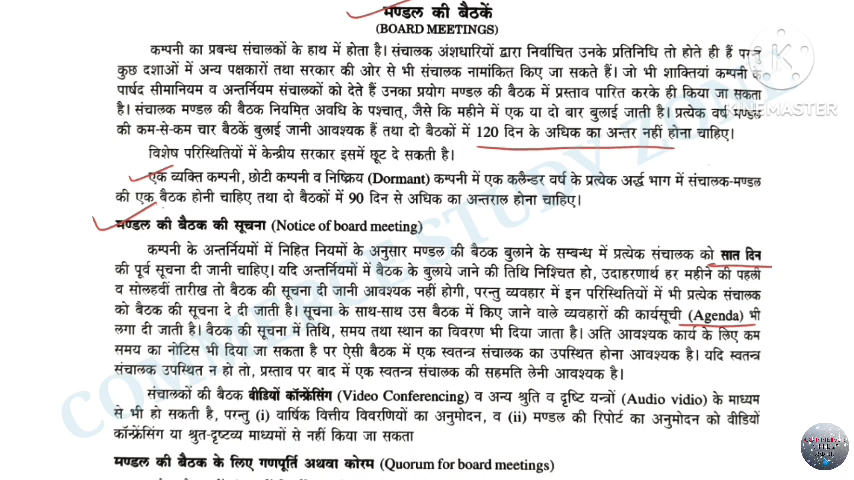 मण्डल की बैठकें
(BOARD MEETINGS)
कम्पनी का प्रबन्ध संचालकों के हाथ में होता है। संचालक अंशधारियों द्वारा निर्वाचित उनके प्रतिनिधि तो होते ही हैं
कुछ दशाओं में अन्य पक्षकारों तथा सरकार की ओर से भी संचालक नामांकित किए जा सकते हैं। जो भी शक्तियां कम्पनी के
पार्षद सीमानियम व अन्तर्नियम संचालकों को देते हैं उनका प्रयोग मण्डल की बैठक में प्रस्ताव पारित करके ही किया जा सकता
है। संचालक मण्डल की बैठक नियमित अवधि के पश्चात्, जैसे कि महीने में एक या दो बार बुलाई जाती है। प्रत्येक वर्ष मण्डल
की कम-से-कम चार बैठकें बुलाई जानी आवश्यक हैं तथा दो बैठकों में 120 दिन के अधिक का अन्तर नहीं होना चाहिए।
विशेष परिस्थितियों में केन्द्रीय सरकार इसमें छूट दे सकती है।
एक व्यक्ति कम्पनी, छोटी कम्पनी व निष्क्रिय (Dormant) कम्पनी में एक कलैन्डर वर्ष के प्रत्येक अर्द्ध भाग में संचालक-मण्डल
की एक बैठक होनी चाहिए तथा दो बैठकों में 90 दिन से अधिक का अन्तराल होना चाहिए।
मण्डल की बैठक की सूचना (Notice of board meeting)
कम्पनी के अन्तर्नियमों में निहित नियमों के अनुसार मण्डल की बैठक बुलाने के सम्बन्ध में प्रत्येक संचालक को सात दिन
की पूर्व सूचना दी जानी चाहिए। यदि अन्तर्नियमों में बैठक के बुलाये जाने की तिथि निश्चित हो, उदाहरणार्थ हर महीने की पहली
व सोलहवीं तारीख तो बैठक की सूचना दी जानी आवश्यक नहीं होगी, परन्तु व्यवहार में इन परिस्थितियों में भी प्रत्येक संचालक
को बैठक की सूचना दे दी जाती है। सूचना के साथ-साथ उस बैठक में किए जाने वाले व्यवहारों की कार्यसूची (Agenda) भी
लगा दी जाती है। बैठक की सूचना में तिथि, समय तथा स्थान का विवरण भी दिया जाता है। अति आवश्यक कार्य के लिए कम
समय का नोटिस भी दिया जा सकता है पर ऐसी बैठक में एक स्वतन्त्र संचालक का उपस्थित होना आवश्यक है। यदि स्वतन्त्र
संचालक उपस्थित न हो तो, प्रस्ताव पर बाद में एक स्वतन्त्र संचालक की सहमति लेनी आवश्यक है।
संचालकों की बैठक वीडियों कॉन्फ्रेंसिंग (Video Conferencing) व अन्य श्रुति व दृष्टि यन्त्रों (Audio vidio) के माध्यम
से भी हो सकती है, परन्तु (i) वार्षिक वित्तीय विवरणियों का अनुमोदन, व (ii) मण्डल की रिपोर्ट का अनुमोदन को वीडियों
कॉन्फ्रेंसिंग या श्रुत-दृष्टव्य माध्यमों से नहीं किया जा सकता
मण्डल की बैठक के लिए गणपूर्ति अथवा कोरम (Quorum for board meetings)
COMMERCE STUDY ZONE
KINEMASTER